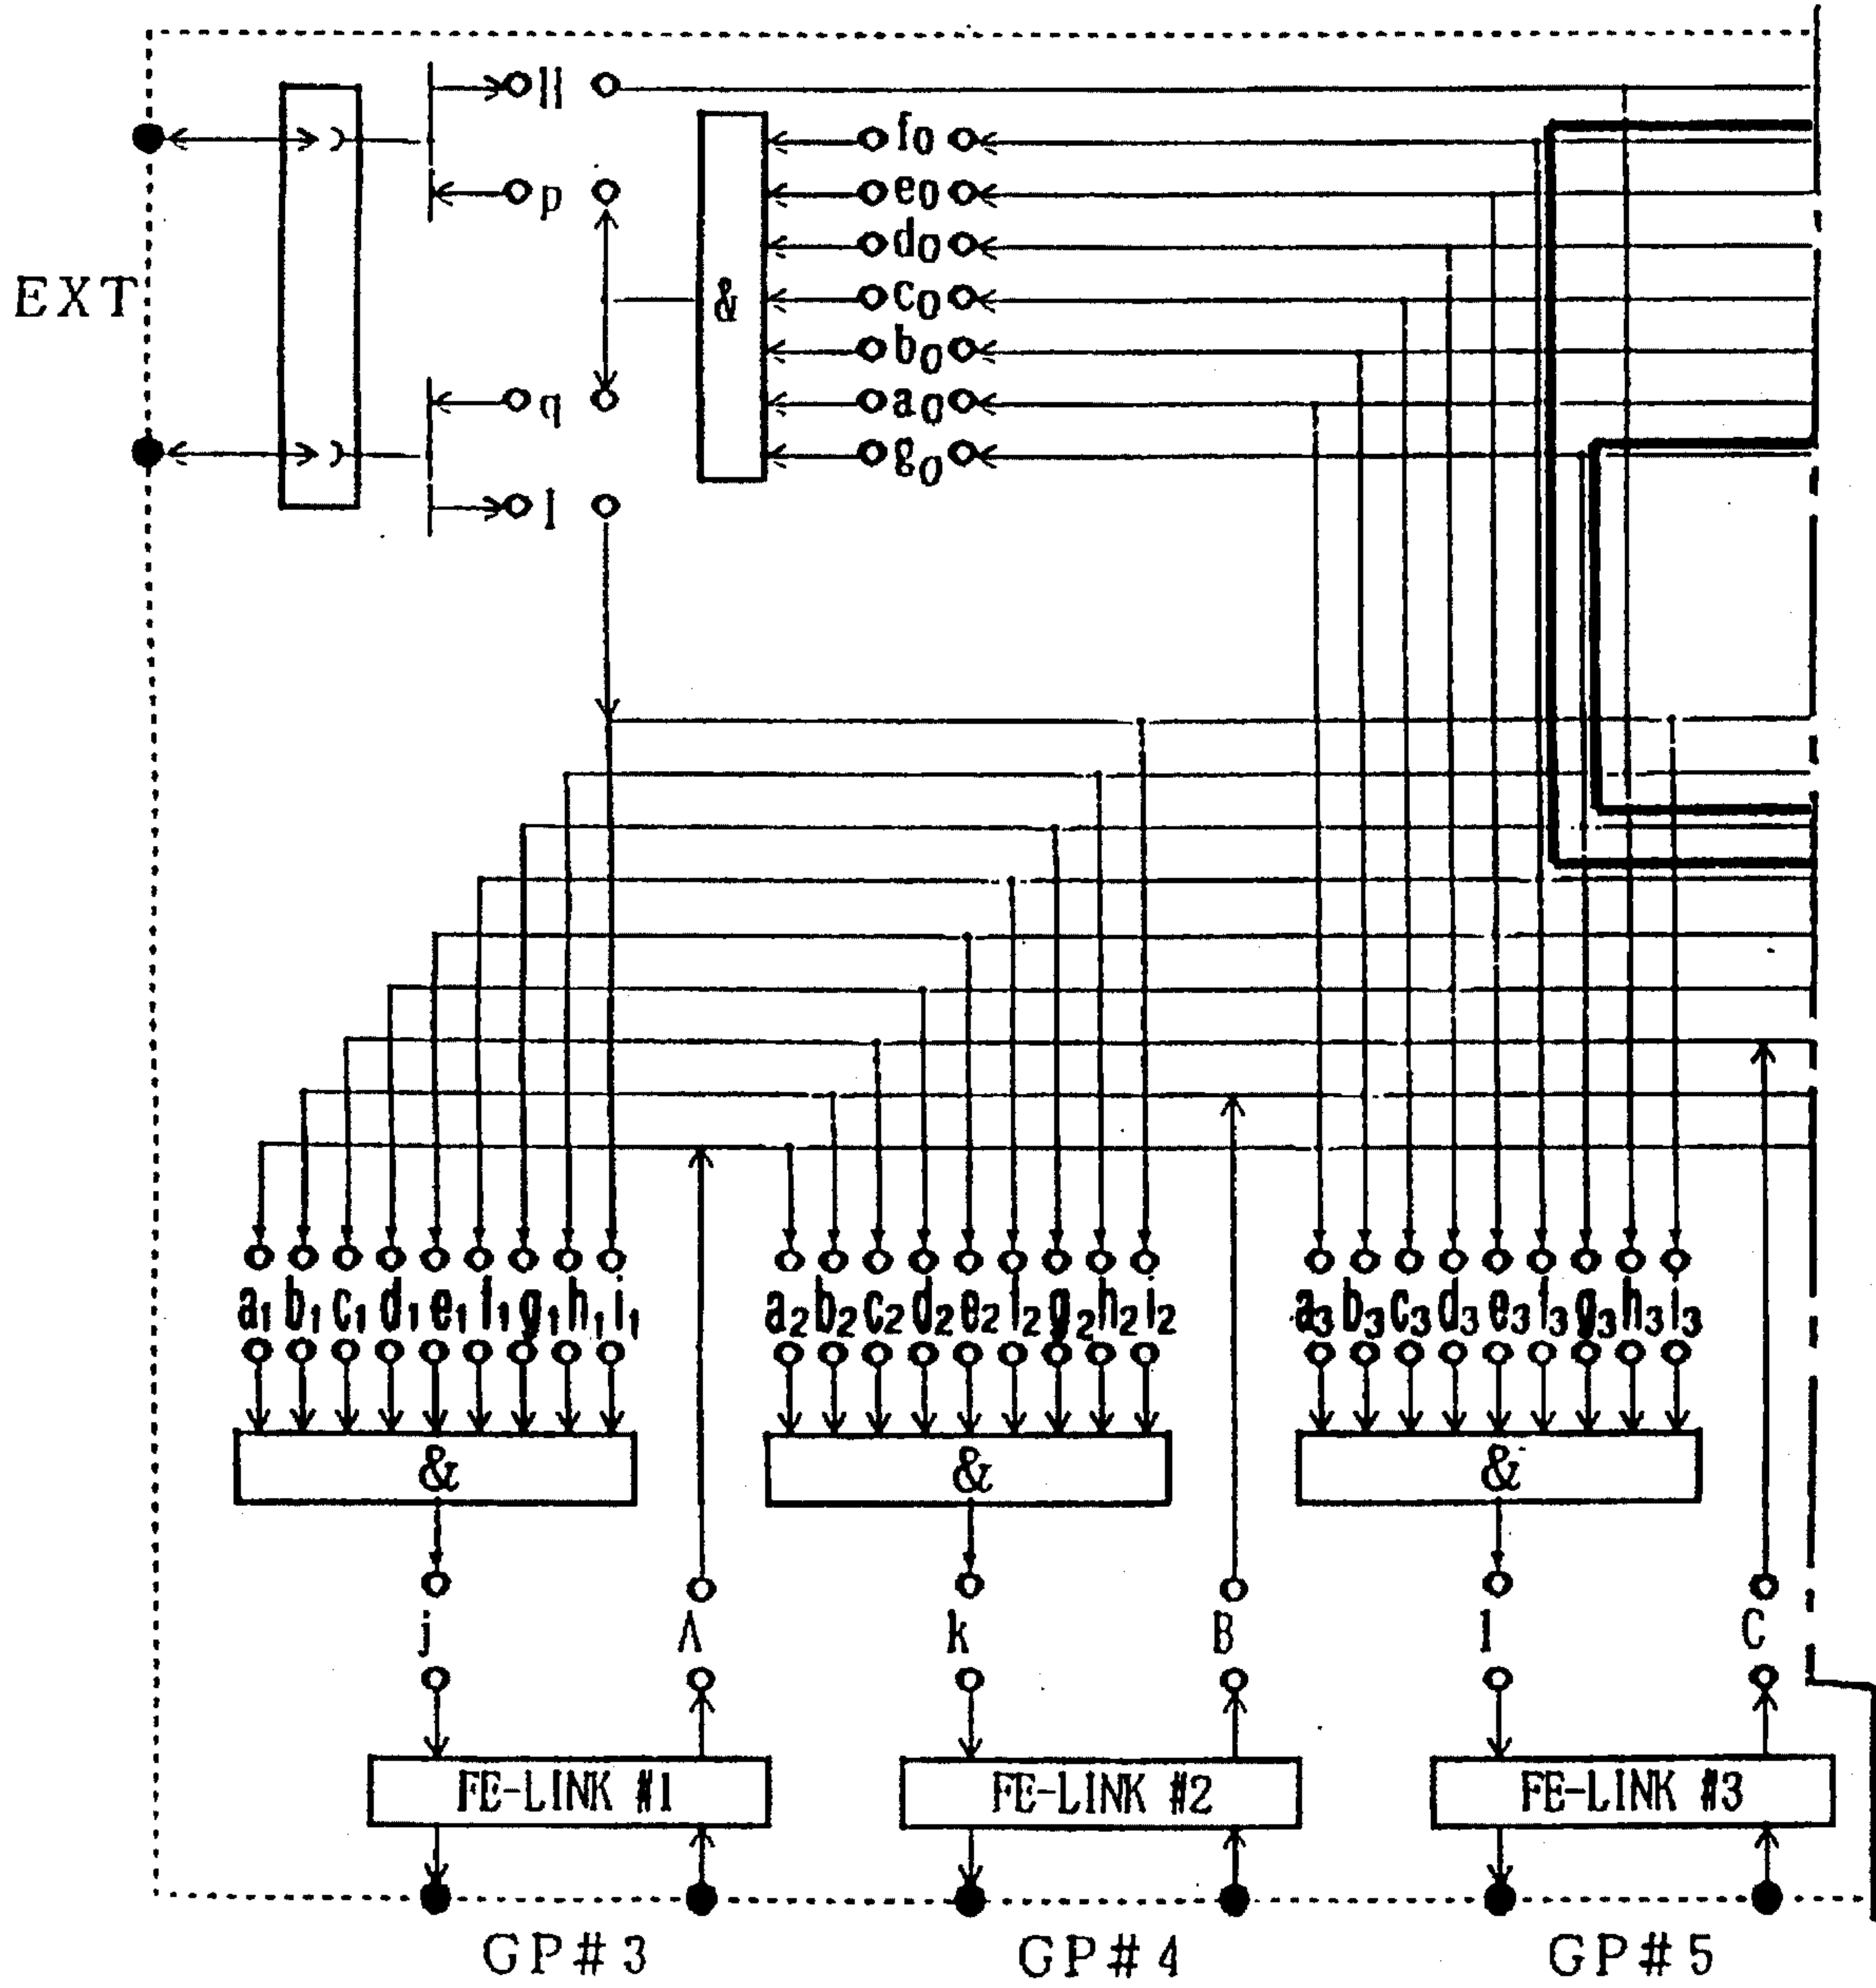 ll
f0
p
e0
d0
EXT
&
c0
b0
q
a0
g0
l
a1 b1 c1 d1 e1 f1 g1 h1 i1
a2 b2 c2 d2 e2 f2 g2 h2 i2
a3 b3 c3 d3 e3 f3 g3 h3 i3
&
&
&
j
A
k
B
l
C
FE-LINK #1
FE-LINK #2
FE-LINK #3
GP#3
GP#4
GP#5